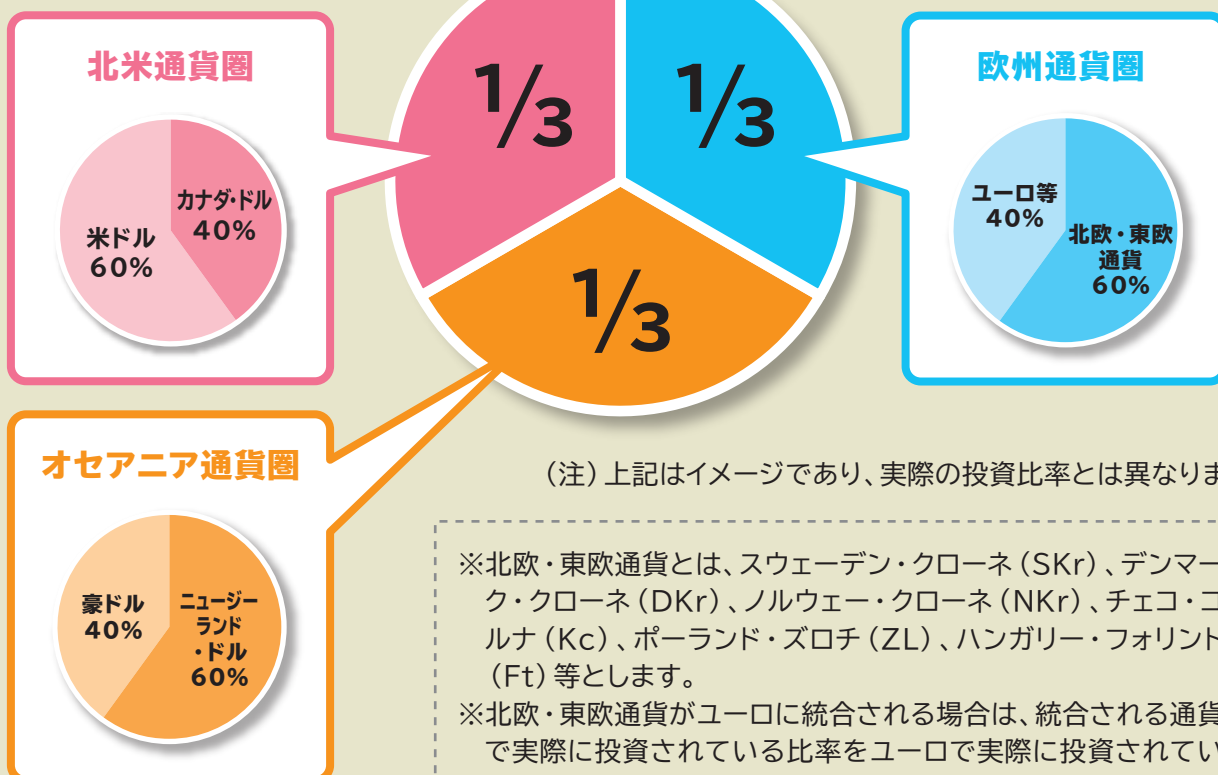 北米通貨圏
カナダ・ドル
40%
米ドル
60%
1/3
1/3
1/3
欧州通貨圏
ユーロ等
40%
北欧・東欧
通貨
60%
オセアニア通貨圏
豪ドル
40%
ニュージー
ランド
・ドル
60%
(注)上記はイメージであり、実際の投資比率とは異なりま
※北欧・東欧通貨とは、スウェーデン・クローネ(SKr)、デンマー
ク・クローネ(DKr)、ノルウェー・クローネ(NKr)、チェコ・コ
ルナ(Kc)、ポーランド・ズロチ(ZL)、ハンガリー・フォリント
(Ft)等とします。
※北欧・東欧通貨がユーロに統合される場合は、統合される通貨
で実際に投資されている比率をユーロで実際に投資されてい